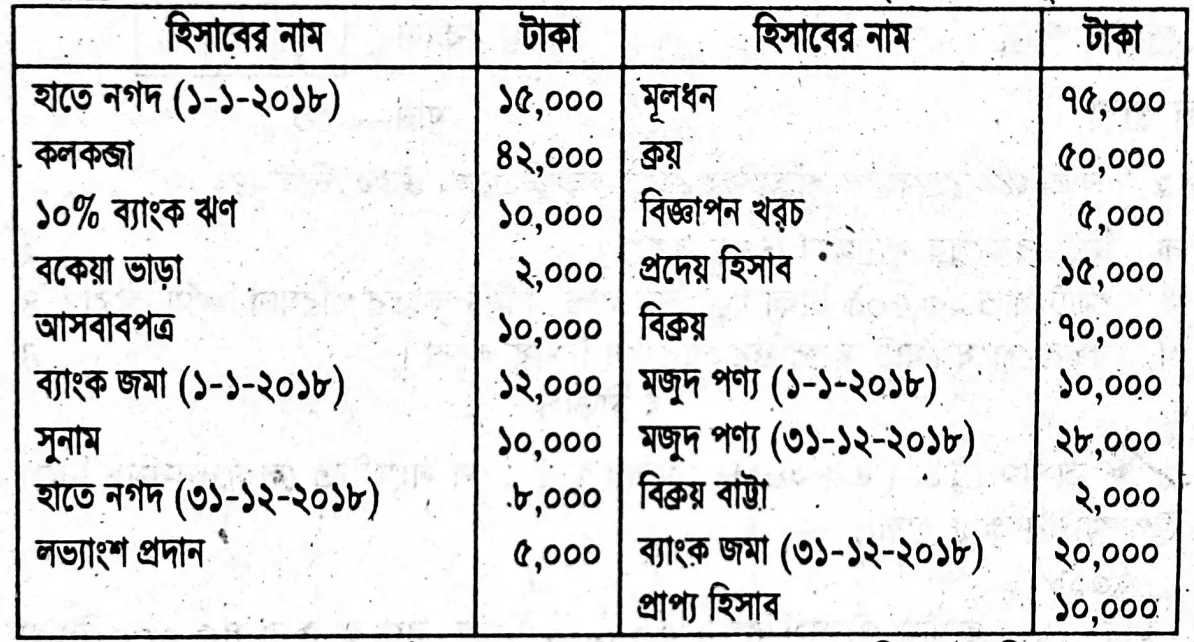 হিসাবের নাম টাকা হিসাবের নাম টাকা
হাতে নগদ (১-১-২০১৮) ১৫,০০০ মূলধন ৭৫,০০০
কলকব্জা ৪২,০০০ ক্রয় ৫০,০০০
১০% ব্যাংক ঋণ ১০,০০০ বিজ্ঞাপন খরচ ৫,০০০
বকেয়া ভাড়া ২,০০০ প্রদেয় হিসাব ১৫,০০০
আসবাবপত্র ১০,০০০ বিক্রয় ৭০,০০০
ব্যাংক জমা (১-১-২০১৮) ১২,০০০ মজুদ পণ্য (১-১-২০১৮) ১০,০০০
সুনাম ১০,০০০ মজুদ পণ্য (৩১-১২-২০১৮) ২৮,০০০
হাতে নগদ (৩১-১২-২০১৮) ৮,০০০ বিক্রয় বাট্টা ২,০০০
লভ্যাংশ প্রদান ৫,০০০ ব্যাংক জমা (৩১-১২-২০১৮) ২০,০০০
প্রাপ্য হিসাব ১০,০০০